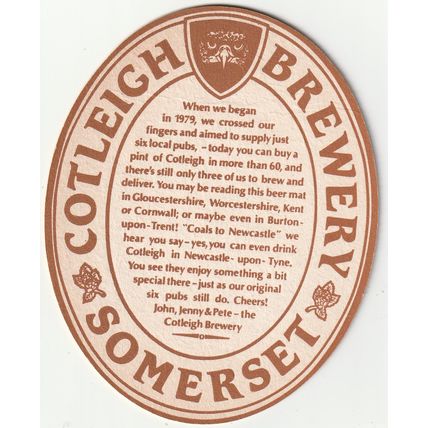 COTLEIGH BREWERY
When we began
in 1979, we crossed our
fingers and aimed to supply just
six local pubs, – today you can buy a
pint of Cotleigh in more than 60, and
there's still only three of us to brew and
deliver. You may be reading this beer mat
in Gloucestershire, Worcestershire, Kent
or Cornwall; or maybe even in Burton-
upon-Trent! "Coals to Newcastle" we
hear you say – yes, you can even drink
Cotleigh in Newcastle-upon-Tyne.
You see they enjoy something a bit
special there – just as our original
six pubs still do. Cheers!
John, Jenny & Pete – the
Cotleigh Brewery
SOMERSET